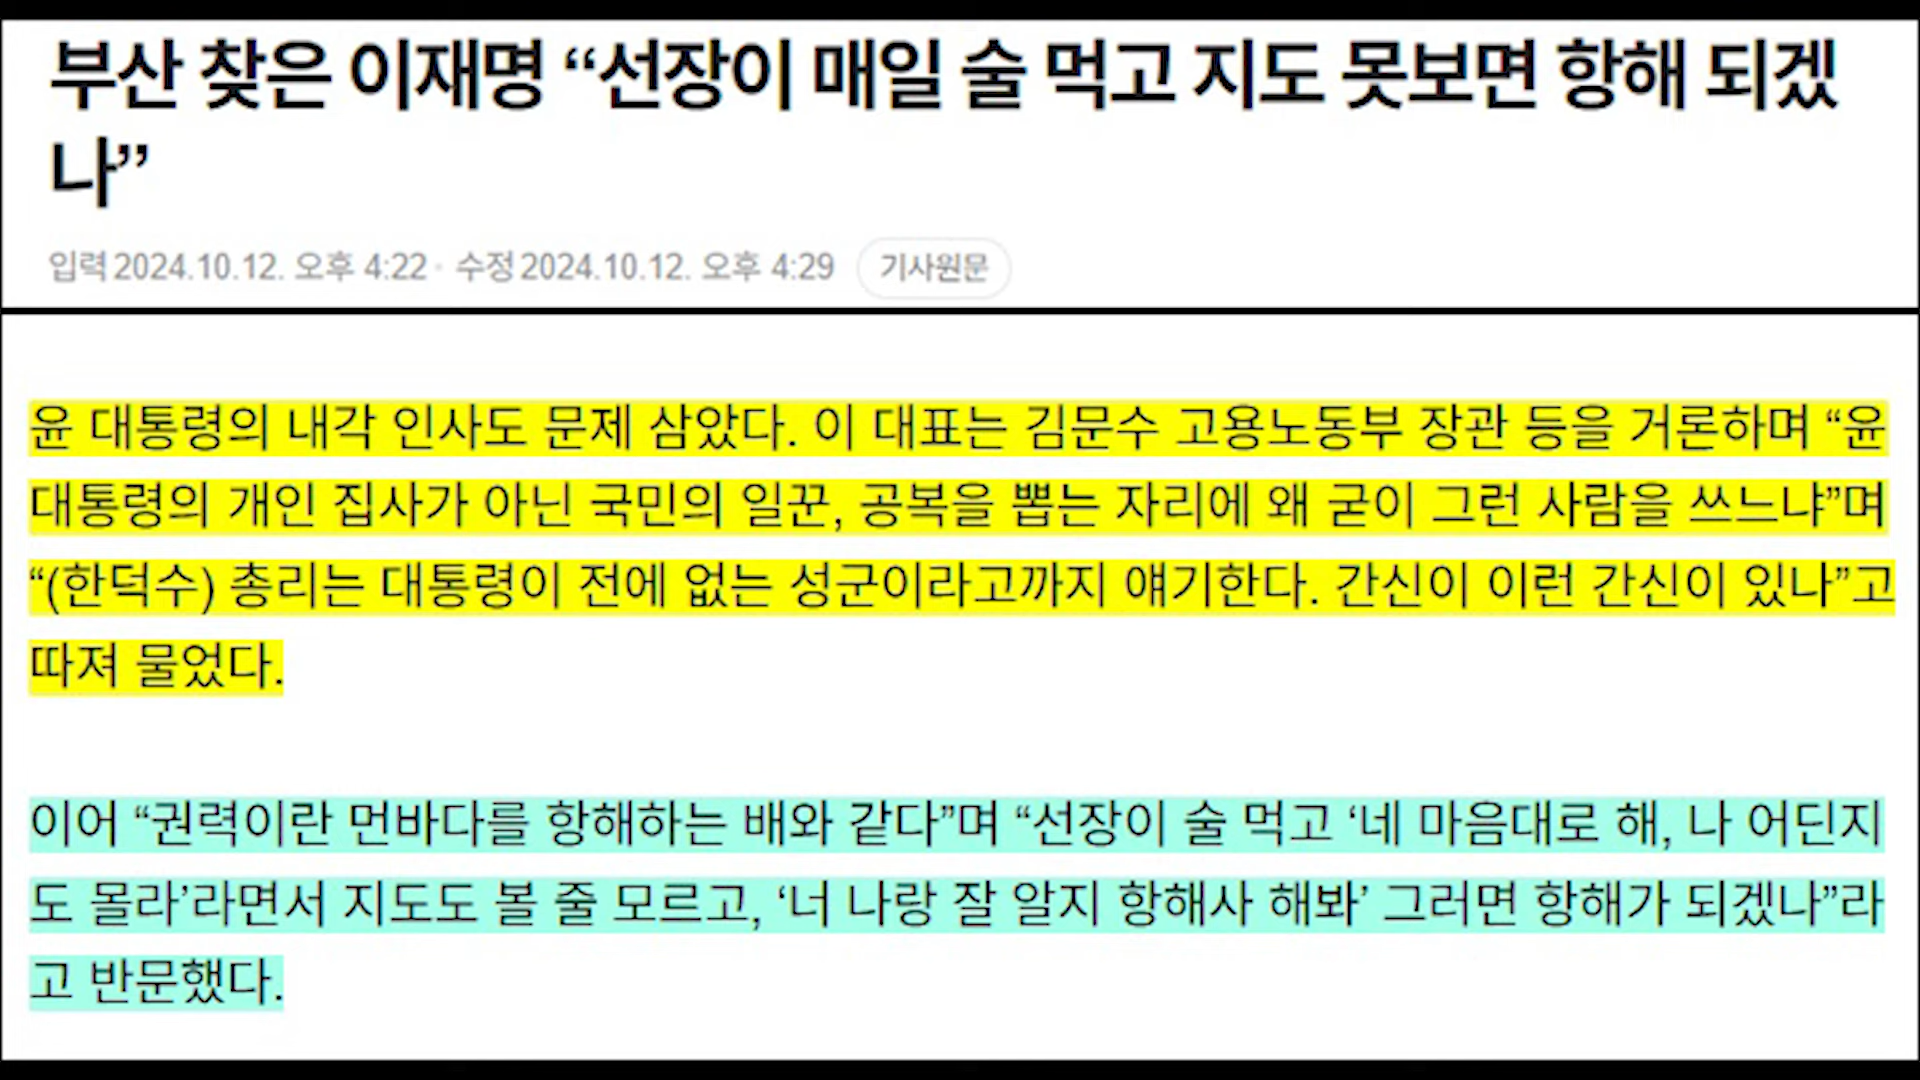 부산 찾은 이재명 “선장이 매일 술 먹고 지도 못보면 항해 되겠
나”
입력 2024.10.12. 오후 4:22 · 수정 2024.10.12. 오후 4:29 기사원문
윤 대통령의 내각 인사도 문제 삼았다. 이 대표는 김문수 고용노동부 장관 등을 거론하며 “윤
대통령의 개인 집사가 아닌 국민의 일꾼, 공복을 뽑는 자리에 왜 굳이 그런 사람을 쓰느냐”며
“(한덕수) 총리는 대통령이 전에 없는 성군이라고까지 얘기한다. 간신이 이런 간신이 있나”고
따져 물었다.
이어 “권력이란 먼바다를 항해하는 배와 같다”며 “선장이 술 먹고 ‘네 마음대로 해, 나 어딘지
도 몰라’라면서 지도도 볼 줄 모르고, ‘너 나랑 잘 알지 항해사 해봐’ 그러면 항해가 되겠나”라
고 반문했다.